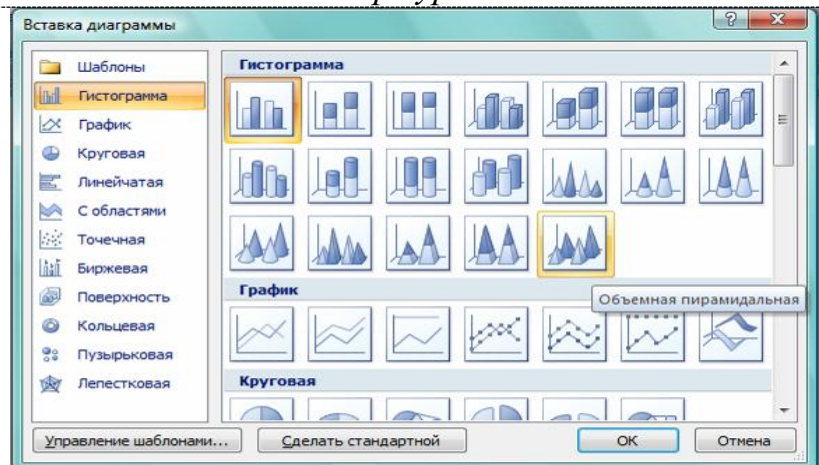 Вставка диаграммы
Шаблоны
Гистограмма
График
Круговая
Линейчатая
С областями
Точечная
Биржевая
Поверхность
Кольцевая
Пузырьковая
Лепестковая
Гистограмма
График
Объемная пирамидальная
Круговая
Управление шаблонами...
Сделать стандартной
ОК
Отмена